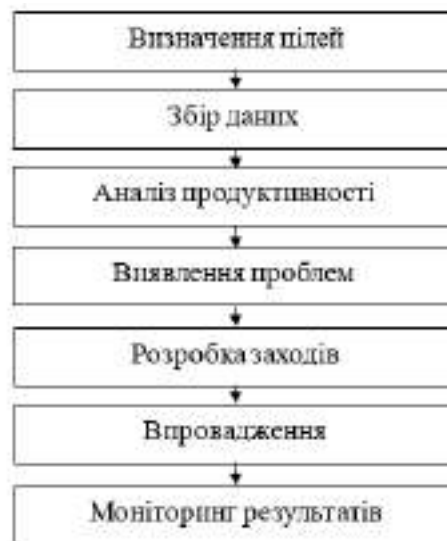 Визначення цілей
Збір даних
Аналіз продуктивності
Виявлення проблем
Розробка заходів
Впровадження
Моніторинг результатів